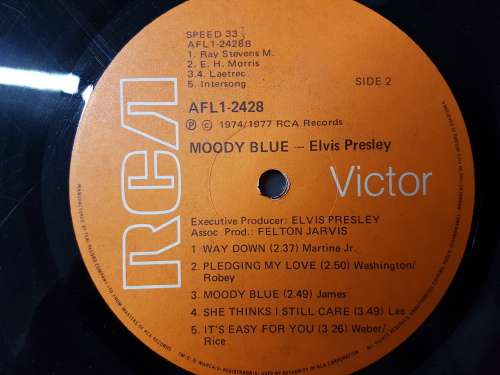 SPEED 33 1/3
AFL1-2428B
1. Ray Stevens M.
2. E. H. Morris
3.4. Laetrec
5. Intersong
SIDE 2
AFL1-2428
Ⓟ © 1974/1977 RCA Records
MOODY BLUE — Elvis Presley
RCA
Victor
Executive Producer: ELVIS PRESLEY
Assoc Prod.: FELTON JARVIS
1 WAY DOWN (2.37) Martine Jr.
2. PLEDGING MY LOVE (2.50) Washington/
Robey
3. MOODY BLUE (2.49) James
4. SHE THINKS I STILL CARE (3.49) Lee
5. IT'S EASY FOR YOU (3 26) Weber/
Rice